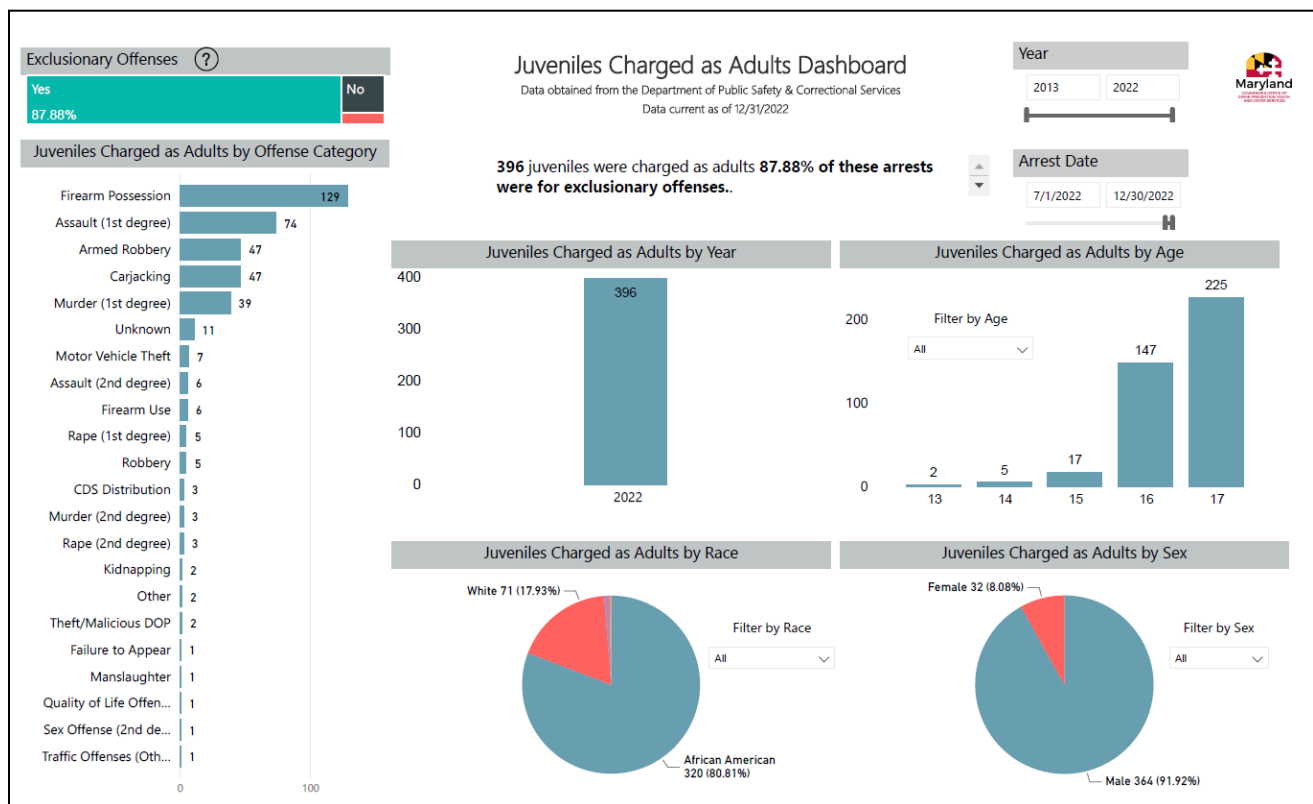 Exclusionary Offenses ?
Yes
87.88%
No
Juveniles Charged as Adults Dashboard
Data obtained from the Department of Public Safety & Correctional Services
Data current as of 12/31/2022
396 juveniles were charged as adults 87.88% of these arrests
were for exclusionary offenses..
Year
2013 2022
Arrest Date
7/1/2022 12/30/2022
Maryland
GOVERNOR'S OFFICE OF
CRIME PREVENTION, YOUTH,
AND VICTIM SERVICES
Juveniles Charged as Adults by Offense Category
Firearm Possession 129
Assault (1st degree) 74
Armed Robbery 47
Carjacking 47
Murder (1st degree) 39
Unknown 11
Motor Vehicle Theft 7
Assault (2nd degree) 6
Firearm Use 6
Rape (1st degree) 5
Robbery 5
CDS Distribution 3
Murder (2nd degree) 3
Rape (2nd degree) 3
Kidnapping 2
Other 2
Theft/Malicious DOP 2
Failure to Appear 1
Manslaughter 1
Quality of Life Offen... 1
Sex Offense (2nd de... 1
Traffic Offenses (Oth... 1
0 100
Juveniles Charged as Adults by Year
400
300
200
100
0
396
2022
Juveniles Charged as Adults by Age
200
100
0
Filter by Age
All
2 5 17 147 225
13 14 15 16 17
Juveniles Charged as Adults by Race
White 71 (17.93%)
African American
320 (80.81%)
Filter by Race
All
Juveniles Charged as Adults by Sex
Female 32 (8.08%)
Male 364 (91.92%)
Filter by Sex
All